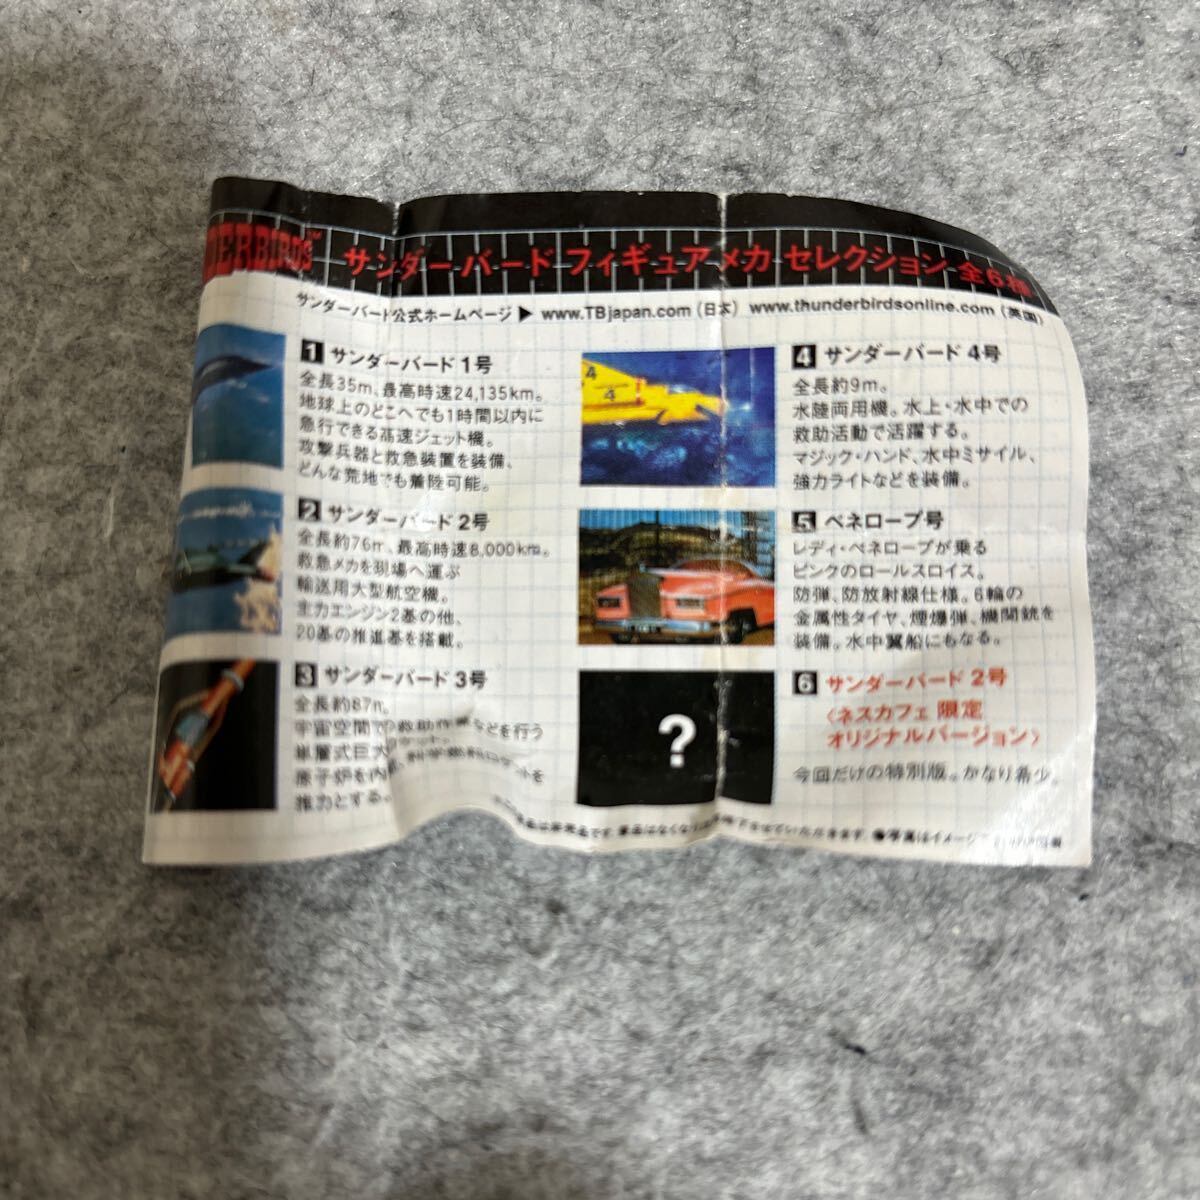 サンダーバード フィギュア メカ セレクション 全6種
サンダーバード公式ホームページ ▶ www.TBjapan.com (日本) www.thunderbirdsonline.com (英国)
1 サンダーバード 1号
全長35m、最高時速24,135km。
地球上のどこへでも1時間以内に
急行できる高速ジェット機。
攻撃兵器と救急装置を装備、
どんな荒地でも着陸可能。
2 サンダーバード 2号
全長約76m、最高時速8,000km。
救急メカを現場へ運ぶ
輸送用大型航空機。
主力エンジン2基の他、
20基の推進基を搭載。
3 サンダーバード 3号
全長約87m。
宇宙空間で救助作業などを行う
単層式巨大
原子炉を内
推力とする。
4
4
4 サンダーバード 4号
全長約9m。
水陸両用機。水上・水中での
救助活動で活躍する。
マジック・ハンド、水中ミサイル、
強力ライトなどを装備。
5 ペネロープ号
レディ・ペネロープが乗る
ピンクのロールスロイス。
防弾、防放射線仕様。6輪の
金属性タイヤ、煙爆弾、機関銃を
装備。水中翼船にもなる。
?
6 サンダーバード 2号
〈ネスカフェ 限定
オリジナルバージョン〉
今回だけの特別版。かなり希少。